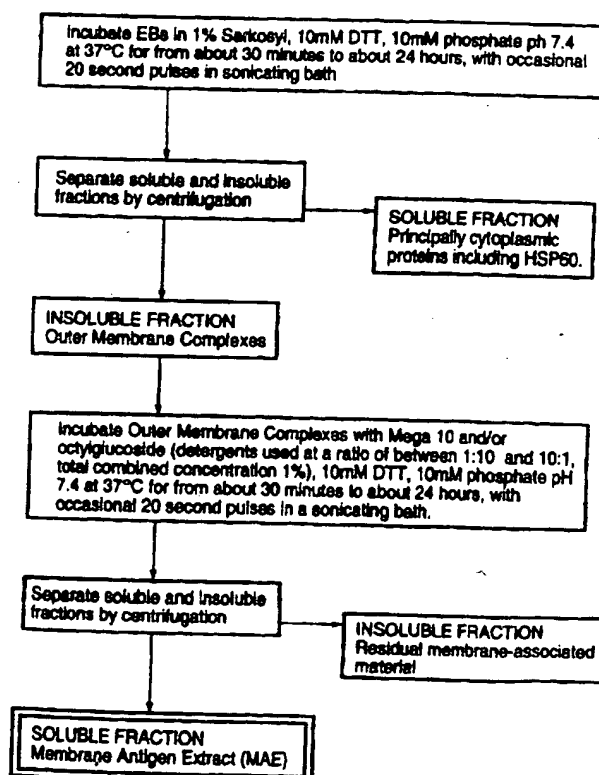 Incubate EBs in 1% Sarkosyl, 10mM DTT, 10mM phosphate ph 7.4
at 37°C for from about 30 minutes to about 24 hours, with occasional
20 second pulses in sonicating bath
Separate soluble and insoluble
fractions by centrifugation
SOLUBLE FRACTION
Principally cytoplasmic
proteins including HSP60.
INSOLUBLE FRACTION
Outer Membrane Complexes
Incubate Outer Membrane Complexes with Mega 10 and/or
octylglucoside (detergents used at a ratio of between 1:10 and 10:1,
total combined concentration 1%), 10mM DTT, 10mM phosphate pH
7.4 at 37°C for from about 30 minutes to about 24 hours, with
occasional 20 second pulses in a sonicating bath.
Separate soluble and insoluble
fractions by centrifugation
INSOLUBLE FRACTION
Residual membrane-associated
material
SOLUBLE FRACTION
Membrane Antigen Extract (MAE)